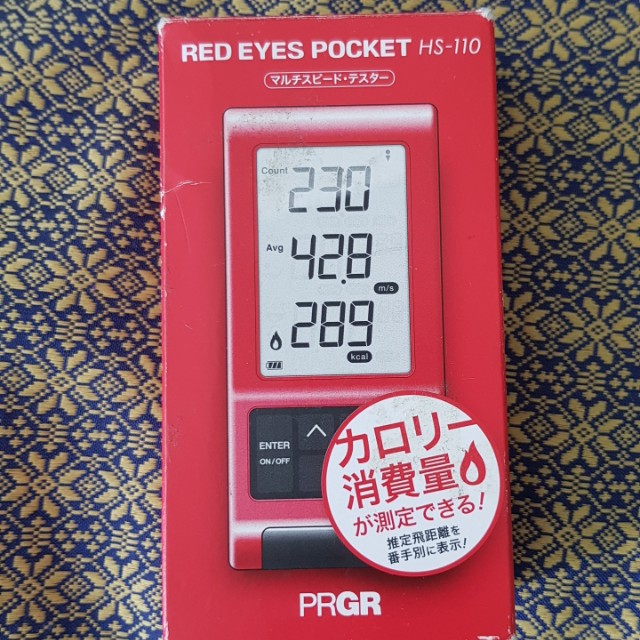 RED EYES POCKET HS-110
マルチスピード・テスター
Count 230
Avg 42.8 m/s
289 kcal
ENTER
ON/OFF
カロリー
消費量
が測定できる!
推定飛距離を
番手別に表示!
PRGR